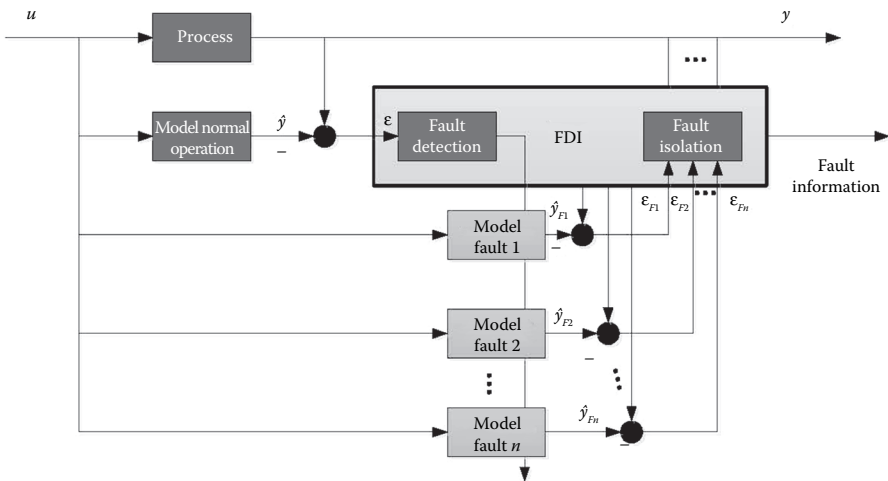 u
y
Process
Model normal
operation
ŷ
−
ε
Fault
detection
FDI
Fault
isolation
Fault
information
Model
fault 1
ŷF1
−
εF1
εF2
εFn
Model
fault 2
ŷF2
−
Model
fault n
ŷFn
−